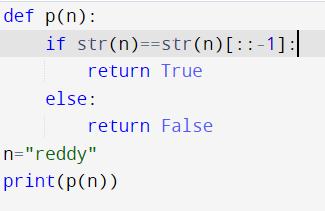 def p(n):
    if str(n)==str(n)[::-1]:
        return True
    else:
        return False
n="reddy"
print(p(n))